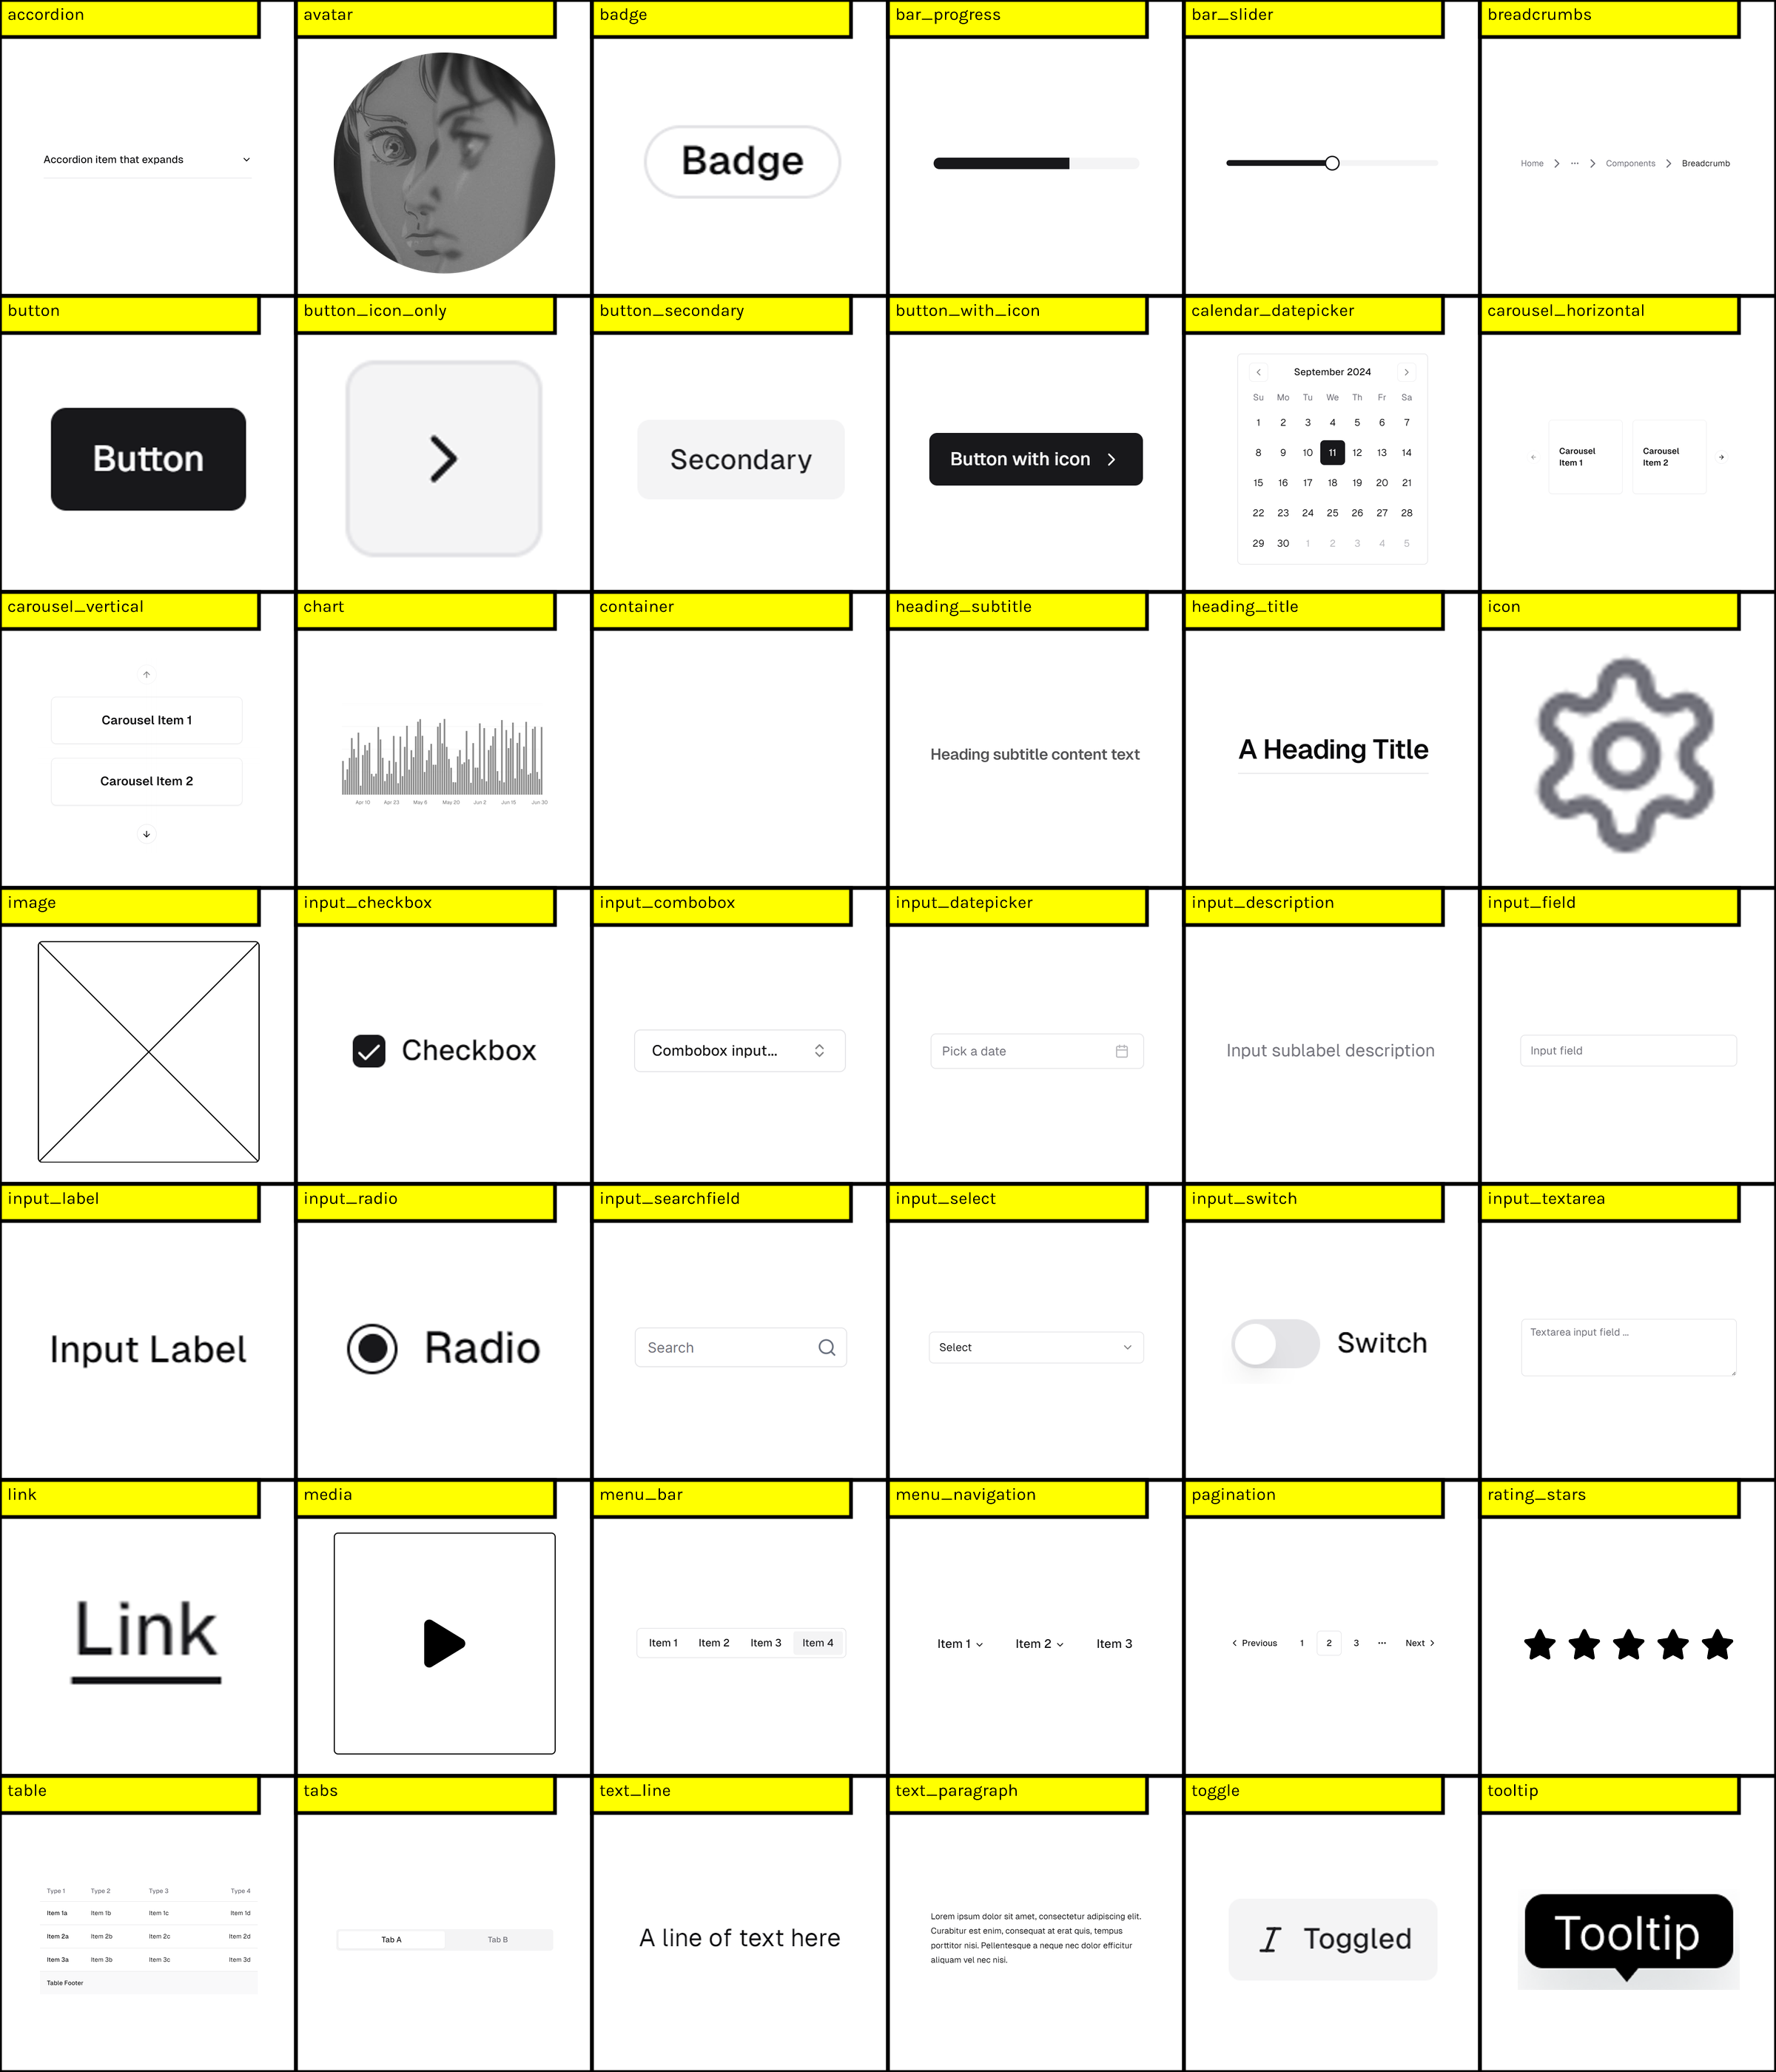 accordion
avatar
badge
bar_progress
bar_slider
breadcrumbs
Accordion item that expands
Badge
Home ··· Components Breadcrumb
button
button_icon_only
button_secondary
button_with_icon
calendar_datepicker
carousel_horizontal
Button
Secondary
Button with icon
September 2024
Su Mo Tu We Th Fr Sa
1 2 3 4 5 6 7
8 9 10 11 12 13 14
15 16 17 18 19 20 21
22 23 24 25 26 27 28
29 30 1 2 3 4 5
Carousel
Item 1
Carousel
Item 2
carousel_vertical
chart
container
heading_subtitle
heading_title
icon
Carousel Item 1
Carousel Item 2
Apr 10 Apr 23 May 6 May 20 Jun 2 Jun 15 Jun 30
Heading subtitle content text
A Heading Title
image
input_checkbox
input_combobox
input_datepicker
input_description
input_field
Checkbox
Combobox input...
Pick a date
Input sublabel description
Input field
input_label
input_radio
input_searchfield
input_select
input_switch
input_textarea
Input Label
Radio
Search
Select
Switch
Textarea input field ...
link
media
menu_bar
menu_navigation
pagination
rating_stars
Link
Item 1 Item 2 Item 3 Item 4
Item 1 Item 2 Item 3
Previous 1 2 3 ··· Next
table
tabs
text_line
text_paragraph
toggle
tooltip
Type 1 Type 2 Type 3 Type 4
Item 1a Item 1b Item 1c Item 1d
Item 2a Item 2b Item 2c Item 2d
Item 3a Item 3b Item 3c Item 3d
Table Footer
Tab A Tab B
A line of text here
Lorem ipsum dolor sit amet, consectetur adipiscing elit.
Curabitur est enim, consequat at erat quis, tempus
porttitor nisi. Pellentesque a neque nec dolor efficitur
aliquam vel nec nisi.
Toggled
Tooltip